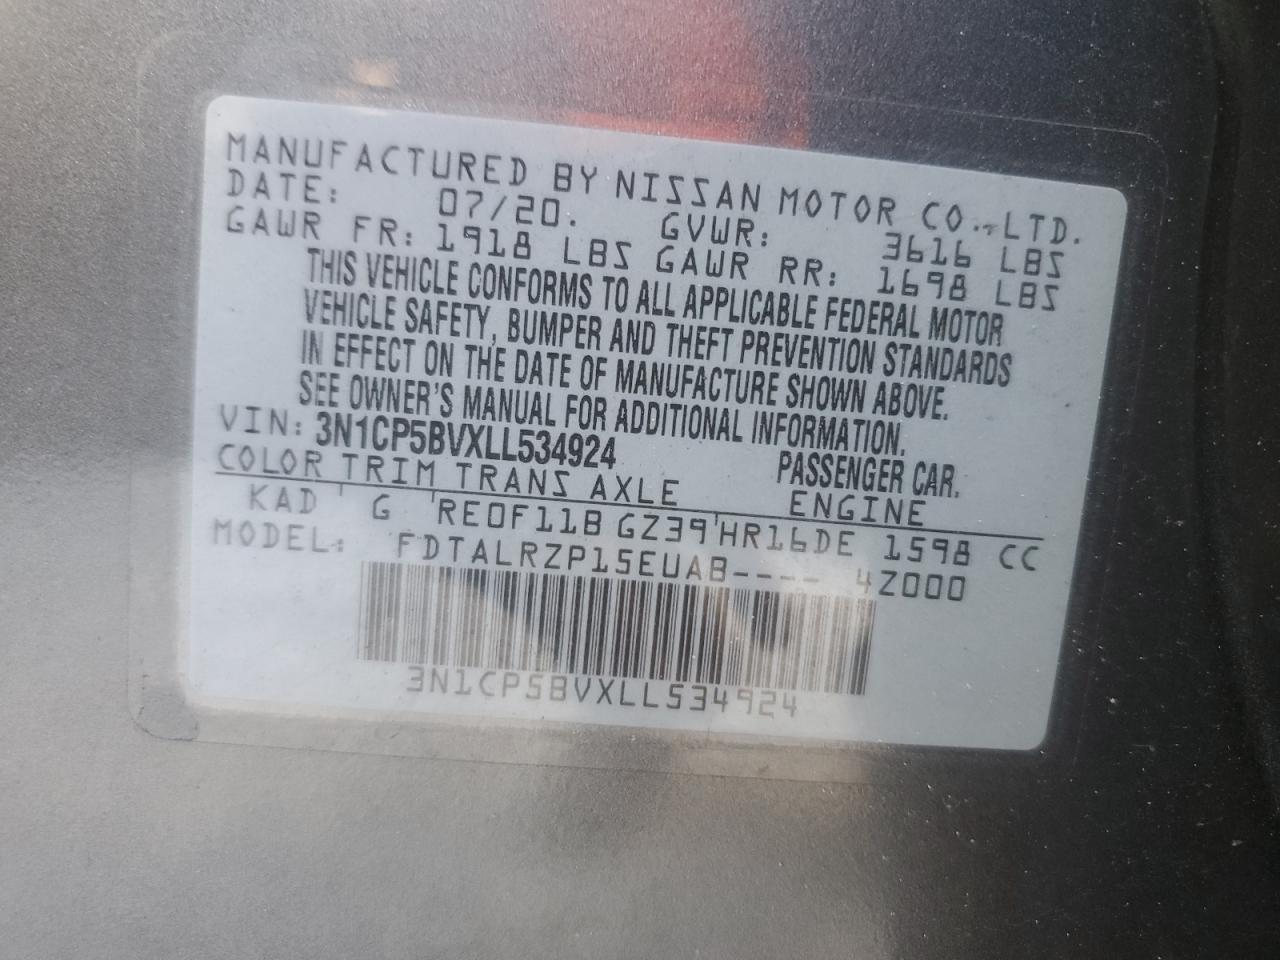 MANUFACTURED BY NISSAN MOTOR CO.,LTD.
DATE: 07/20. GVWR: 3616 LBS
GAWR FR: 1918 LBS GAWR RR: 1698 LBS
THIS VEHICLE CONFORMS TO ALL APPLICABLE FEDERAL MOTOR
VEHICLE SAFETY, BUMPER AND THEFT PREVENTION STANDARDS
IN EFFECT ON THE DATE OF MANUFACTURE SHOWN ABOVE.
SEE OWNER'S MANUAL FOR ADDITIONAL INFORMATION.
VIN: 3N1CP5BVXLL534924 PASSENGER CAR.
COLOR TRIM TRANS AXLE ENGINE
KAD G RE0F11B GZ39 HR16DE 1598 CC
MODEL: FDTALRZP15EUAB---- 4Z000
3N1CP5BVXLL534924